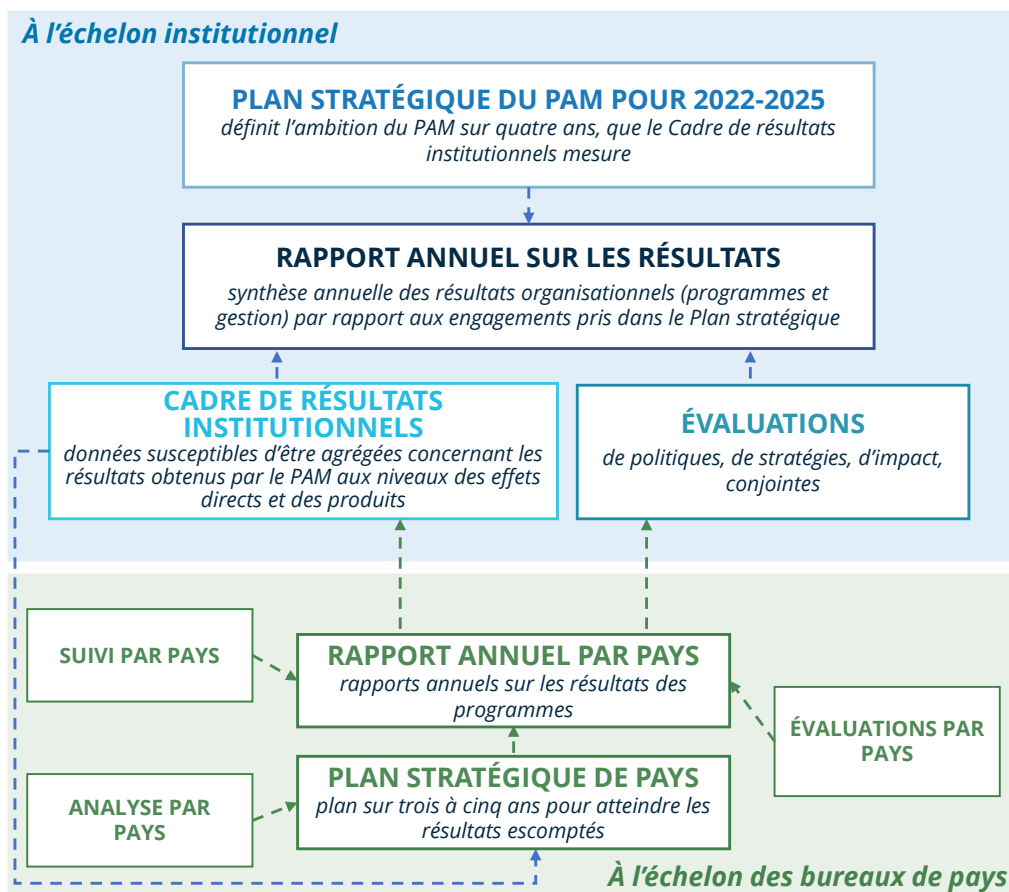 À l’échelon institutionnel
PLAN STRATÉGIQUE DU PAM POUR 2022-2025
définit l’ambition du PAM sur quatre ans, que le Cadre de résultats
institutionnels mesure
RAPPORT ANNUEL SUR LES RÉSULTATS
synthèse annuelle des résultats organisationnels (programmes et
gestion) par rapport aux engagements pris dans le Plan stratégique
CADRE DE RÉSULTATS
INSTITUTIONNELS
données susceptibles d’être agrégées concernant les
résultats obtenus par le PAM aux niveaux des effets
directs et des produits
ÉVALUATIONS
de politiques, de stratégies, d’impact,
conjointes
SUIVI PAR PAYS
RAPPORT ANNUEL PAR PAYS
rapports annuels sur les résultats des
programmes
ÉVALUATIONS PAR
PAYS
ANALYSE PAR
PAYS
PLAN STRATÉGIQUE DE PAYS
plan sur trois à cinq ans pour atteindre les
résultats escomptés
À l’échelon des bureaux de pays